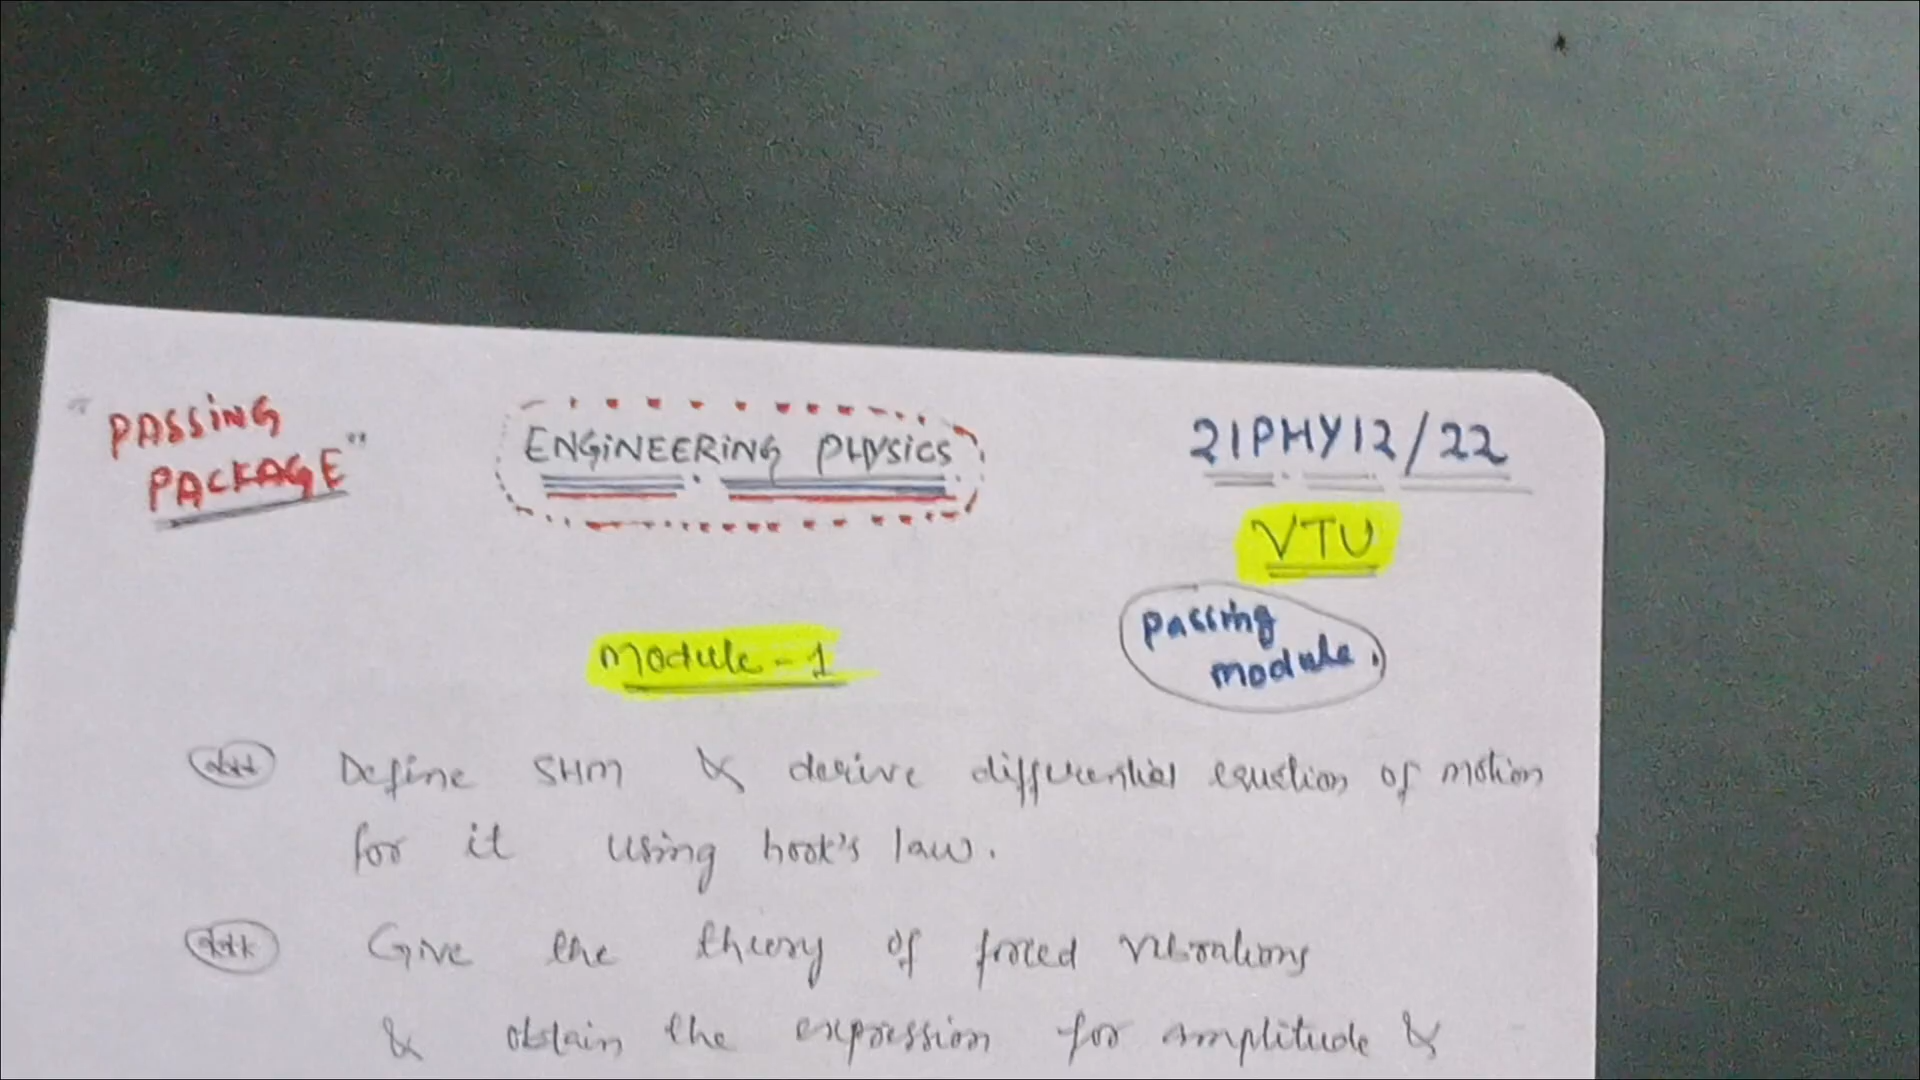 "PASSING
PACKAGE"
ENGINEERING PHYSICS
21PHY12/22
VTU
Passing
module.
Module-1
*** Define SHM & derive differential equation of motion
for it using hook's law.
*** Give the theory of forced vibrations
& obtain the expression for amplitude &